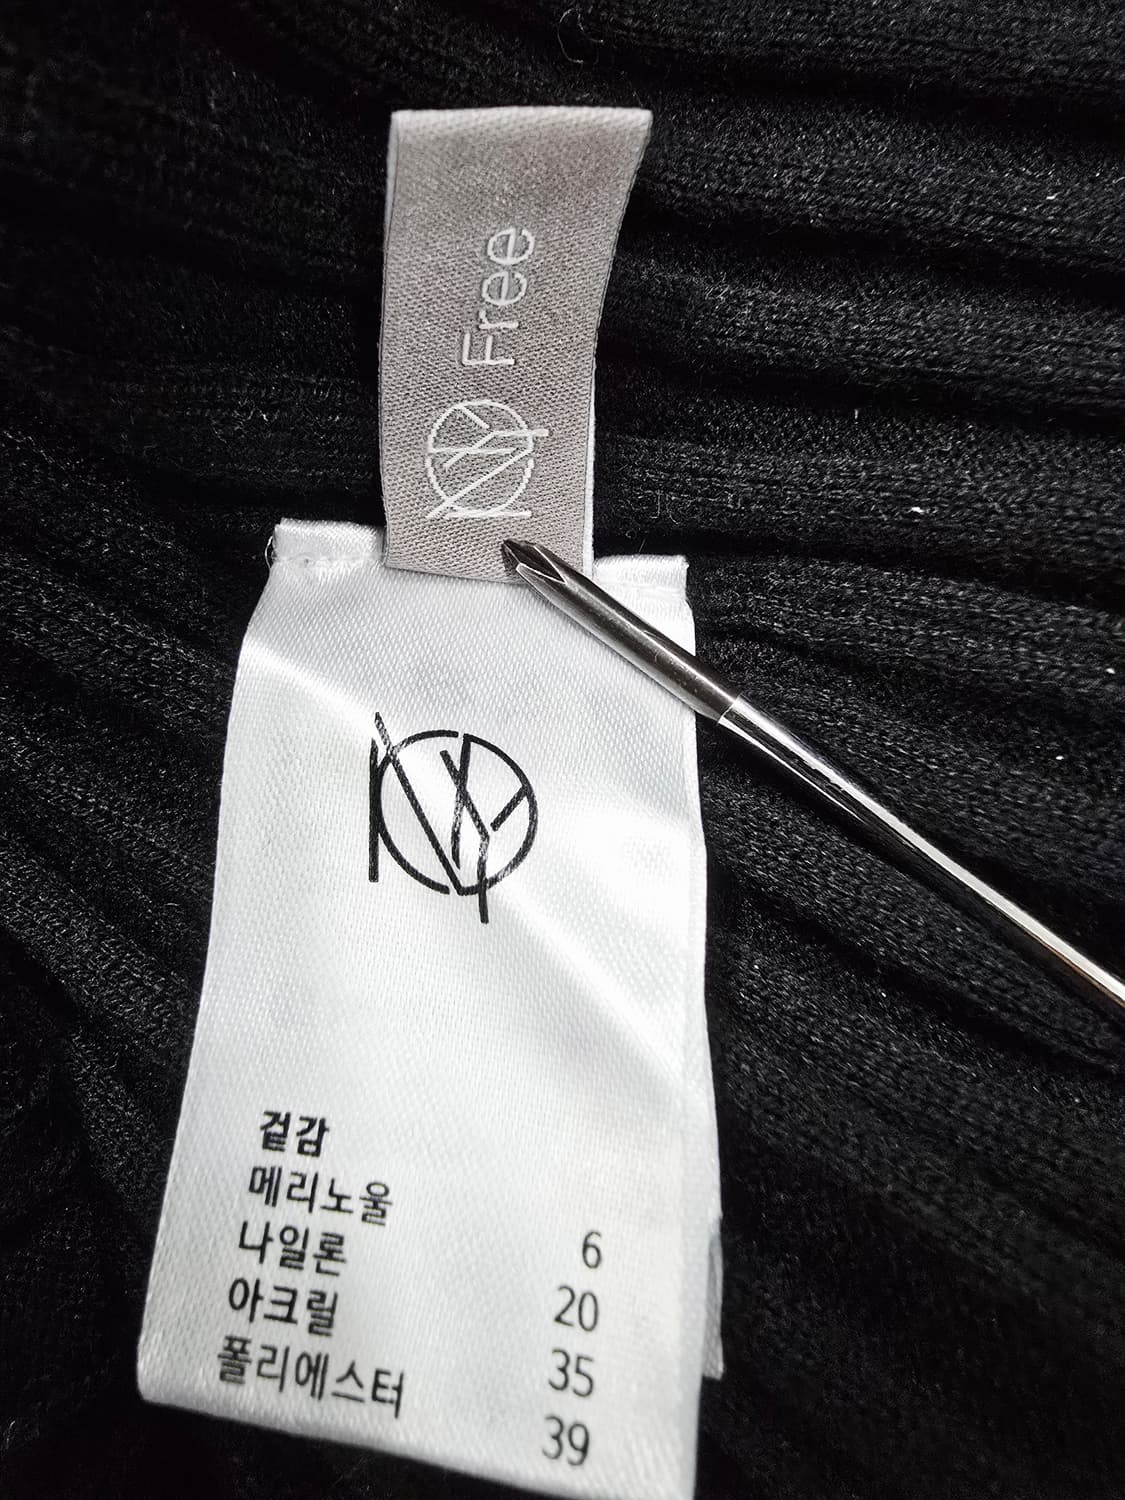 Free
겉감
메리노울 6
나일론 20
아크릴 35
폴리에스터 39